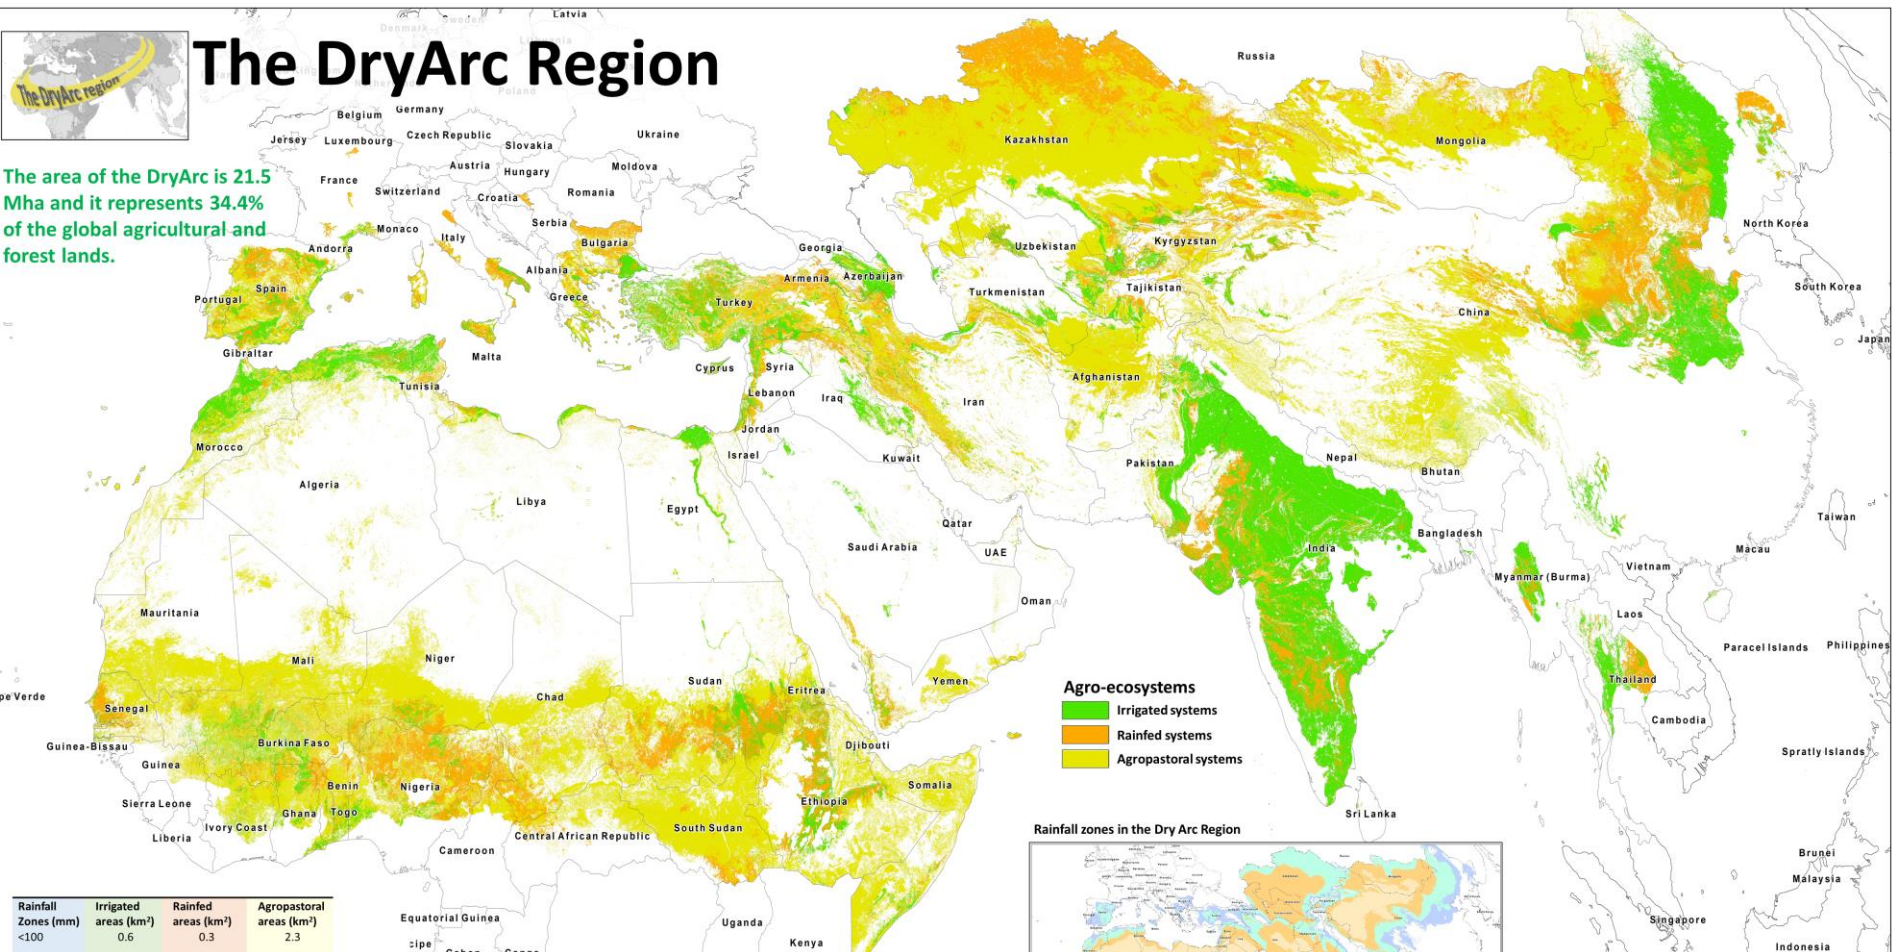 The DryArc Region
The DryArc region
The area of the DryArc is 21.5
Mha and it represents 34.4%
of the global agricultural and
forest lands.
Latvia
Sweden
Denmark
Lithuania
Poland
Russia
Belgium
Germany
Jersey
Luxembourg
Czech Republic
Ukraine
Slovakia
France
Austria
Hungary
Moldova
Switzerland
Croatia
Romania
Monaco
Italy
Serbia
Bulgaria
Andorra
Albania
Georgia
Armenia
Azerbaijan
Kazakhstan
Mongolia
Uzbekistan
Kyrgyzstan
North Korea
Spain
Portugal
Greece
Turkey
Turkmenistan
Tajikistan
China
South Korea
Japan
Gibraltar
Malta
Tunisia
Cyprus
Syria
Lebanon
Iraq
Iran
Afghanistan
Jordan
Israel
Kuwait
Morocco
Pakistan
Nepal
Bhutan
Algeria
Libya
Egypt
Qatar
Saudi Arabia
UAE
India
Bangladesh
Taiwan
Macau
Myanmar (Burma)
Vietnam
Mauritania
Oman
Laos
Mali
Niger
Chad
Sudan
Eritrea
Yemen
Paracel Islands
Philippines
Thailand
pe Verde
Senegal
Cambodia
Guinea-Bissau
Burkina Faso
Djibouti
Spratly Islands
Guinea
Benin
Nigeria
Ethiopia
Somalia
Sierra Leone
Ghana
Togo
Ivory Coast
Liberia
Central African Republic
South Sudan
Sri Lanka
Cameroon
Brunei
Malaysia
Equatorial Guinea
Uganda
Kenya
Singapore
Indonesia
Agro-ecosystems
Irrigated systems
Rainfed systems
Agropastoral systems
Rainfall zones in the Dry Arc Region
Rainfall Zones (mm) Irrigated areas (km²) Rainfed areas (km²) Agropastoral areas (km²)
<100 0.6 0.3 2.3